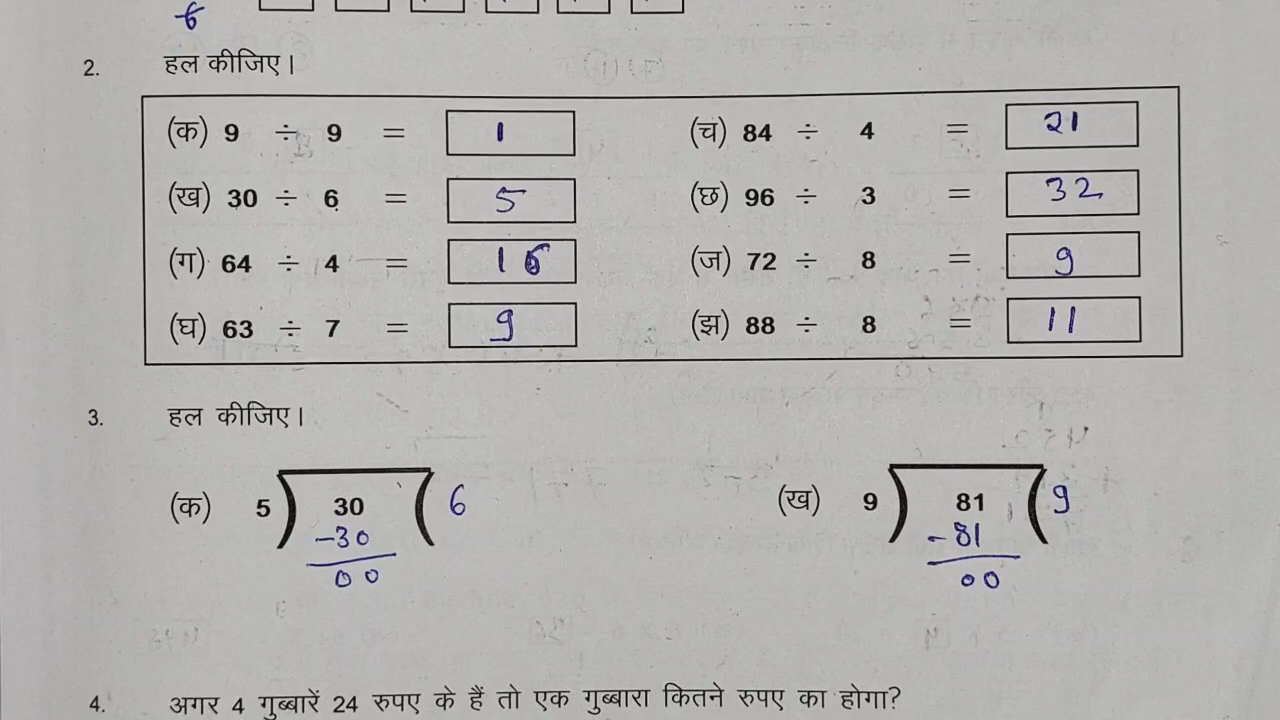 -6
2. हल कीजिए।
(क) 9 ÷ 9 = 1 (च) 84 ÷ 4 = 21
(ख) 30 ÷ 6 = 5 (छ) 96 ÷ 3 = 32
(ग) 64 ÷ 4 = 16 (ज) 72 ÷ 8 = 9
(घ) 63 ÷ 7 = 9 (झ) 88 ÷ 8 = 11
3. हल कीजिए।
(क) 5 ) 30 ( 6 (ख) 9 ) 81 ( 9
-30 -81
00 00
4. अगर 4 गुब्बारें 24 रुपए के हैं तो एक गुब्बारा कितने रुपए का होगा?